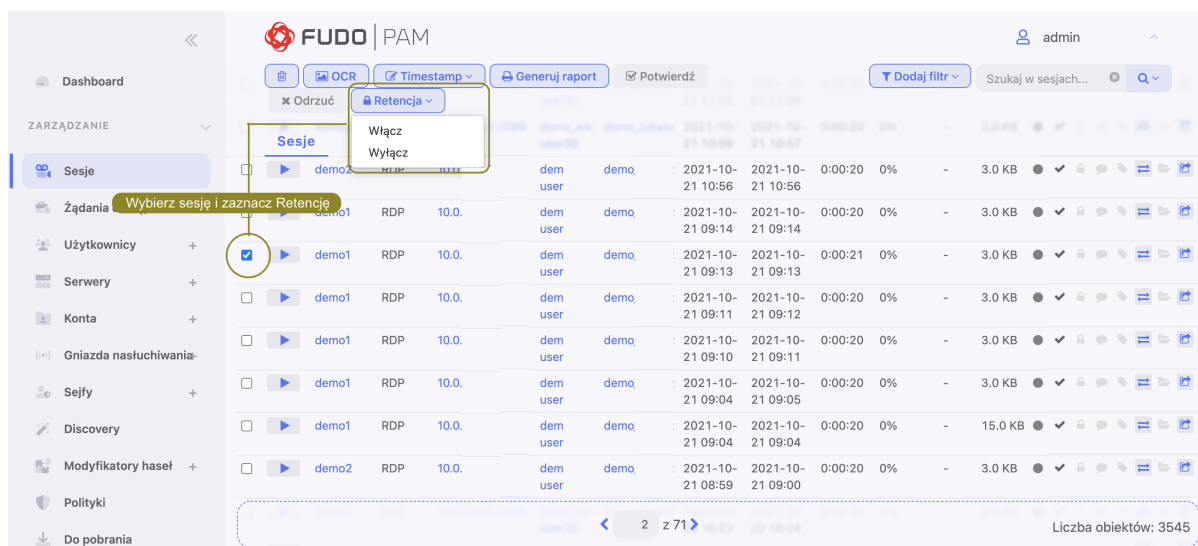 FUDO PAM
admin
Dashboard
OCR Timestamp Generuj raport Potwierdź Dodaj filtr Szukaj w sesjach...
Odrzuć Retencja
ZARZĄDZANIE
Włącz
Wyłącz
Sesje
Sesje
demo2 RDP 10.0. dem user demo 2021-10-21 10:56 2021-10-21 10:56 0:00:20 0% - 3.0 KB
Wybierz sesję i zaznacz Retencję
Żądania
demo1 RDP 10.0. dem user demo 2021-10-21 09:14 2021-10-21 09:14 0:00:20 0% - 3.0 KB
Użytkownicy +
demo1 RDP 10.0. dem user demo 2021-10-21 09:13 2021-10-21 09:13 0:00:21 0% - 3.0 KB
Serwery +
demo1 RDP 10.0. dem user demo 2021-10-21 09:11 2021-10-21 09:12 0:00:20 0% - 3.0 KB
Konta +
demo1 RDP 10.0. dem user demo 2021-10-21 09:10 2021-10-21 09:11 0:00:20 0% - 3.0 KB
Gniazda nasłuchiwania
Sejfy +
demo1 RDP 10.0. dem user demo 2021-10-21 09:04 2021-10-21 09:05 0:00:20 0% - 3.0 KB
Discovery
demo1 RDP 10.0. dem user demo 2021-10-21 09:04 2021-10-21 09:04 0:00:20 0% - 15.0 KB
Modyfikatory haseł +
demo2 RDP 10.0. dem user demo 2021-10-21 08:59 2021-10-21 09:00 0:00:20 0% - 3.0 KB
Polityki
2 z 71
Liczba obiektów: 3545
Do pobrania